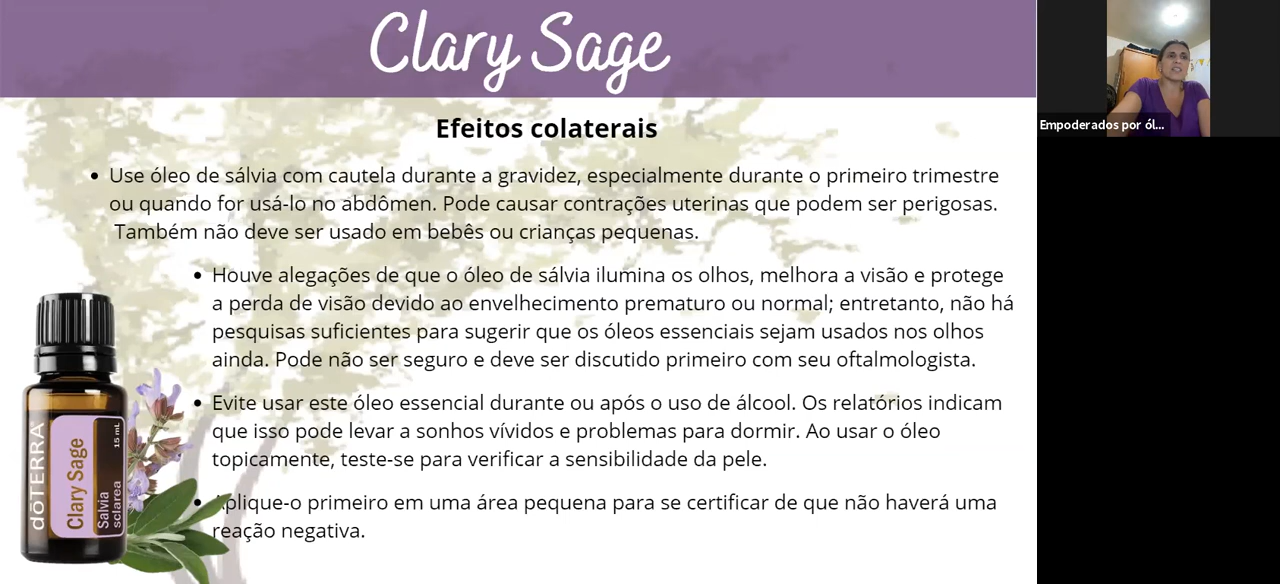 Clary Sage
Efeitos colaterais
• Use óleo de sálvia com cautela durante a gravidez, especialmente durante o primeiro trimestre
ou quando for usá-lo no abdômen. Pode causar contrações uterinas que podem ser perigosas.
Também não deve ser usado em bebês ou crianças pequenas.
• Houve alegações de que o óleo de sálvia ilumina os olhos, melhora a visão e protege
a perda de visão devido ao envelhecimento prematuro ou normal; entretanto, não há
pesquisas suficientes para sugerir que os óleos essenciais sejam usados nos olhos
ainda. Pode não ser seguro e deve ser discutido primeiro com seu oftalmologista.
• Evite usar este óleo essencial durante ou após o uso de álcool. Os relatórios indicam
que isso pode levar a sonhos vívidos e problemas para dormir. Ao usar o óleo
topicamente, teste-se para verificar a sensibilidade da pele.
• Aplique-o primeiro em uma área pequena para se certificar de que não haverá uma
reação negativa.
dōTERRA
Clary Sage
Salvia
sclarea
15 mL
Empoderados por ól...